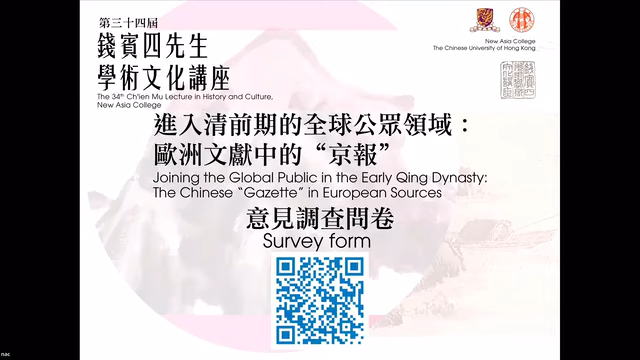 第三十四屆
錢賓四先生
學術文化講座
The 34th Ch'ien Mu Lecture in History and Culture,
New Asia College
New Asia College
The Chinese University of Hong Kong
進入清前期的全球公眾領域：
歐洲文獻中的“京報”
Joining the Global Public in the Early Qing Dynasty:
The Chinese “Gazette” in European Sources
意見調查問卷
Survey form
nac